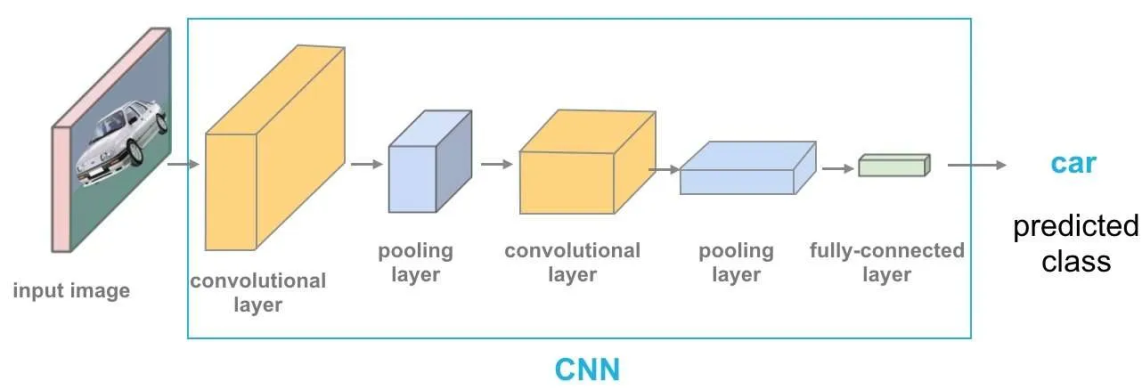 input image
convolutional
layer
pooling
layer
convolutional
layer
pooling
layer
fully-connected
layer
car
predicted
class
CNN